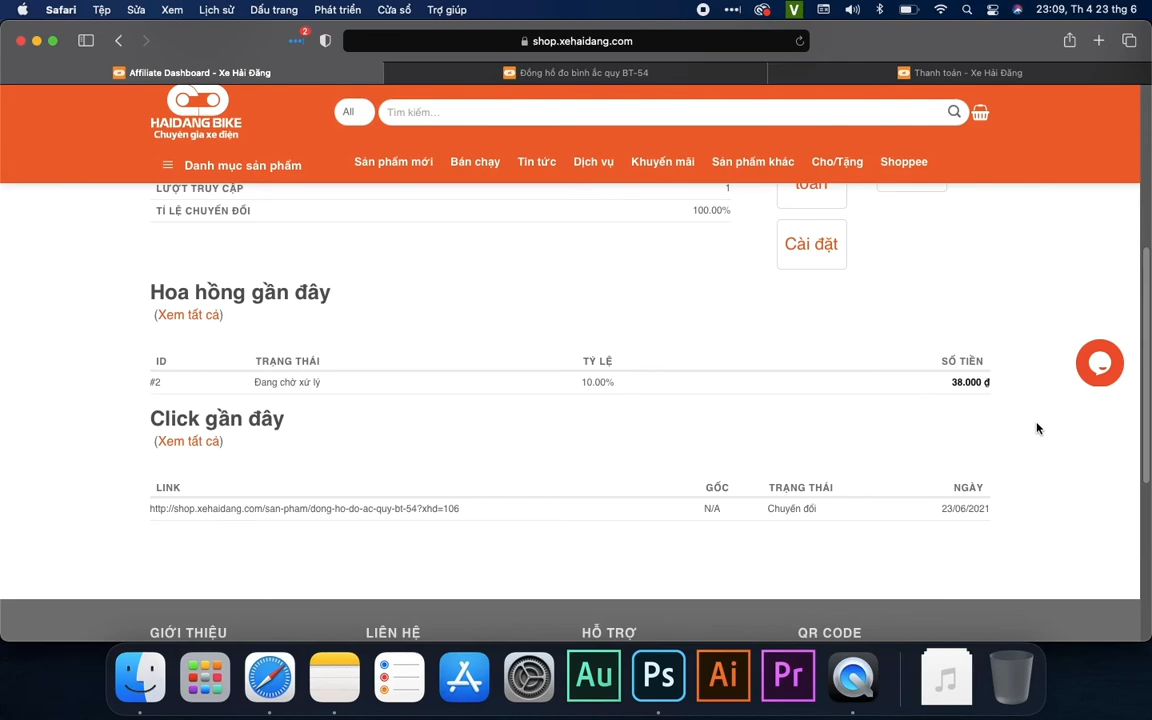 Safari Tệp Sửa Xem Lịch sử Dấu trang Phát triển Cửa sổ Trợ giúp V 23:09, Th 4 23 thg 6
2
shop.xehaidang.com
Affiliate Dashboard - Xe Hải Đăng Đồng hồ đo bình ắc quy BT-54 Thanh toán - Xe Hải Đăng
HAIDANG BIKE
Chuyên gia xe điện
All Tìm kiếm…
Danh mục sản phẩm Sản phẩm mới Bán chạy Tin tức Dịch vụ Khuyến mãi Sản phẩm khác Cho/Tặng Shoppee
LƯỢT TRUY CẬP 1 toán
TỈ LỆ CHUYỂN ĐỔI 100.00%
Cài đặt
Hoa hồng gần đây
(Xem tất cả)
ID TRẠNG THÁI TỶ LỆ SỐ TIỀN
#2 Đang chờ xử lý 10.00% 38.000 ₫
Click gần đây
(Xem tất cả)
LINK GỐC TRẠNG THÁI NGÀY
http://shop.xehaidang.com/san-pham/dong-ho-do-ac-quy-bt-54?xhd=106 N/A Chuyển đổi 23/06/2021
GIỚI THIỆU LIÊN HỆ HỖ TRỢ QR CODE
Au Ps Ai Pr